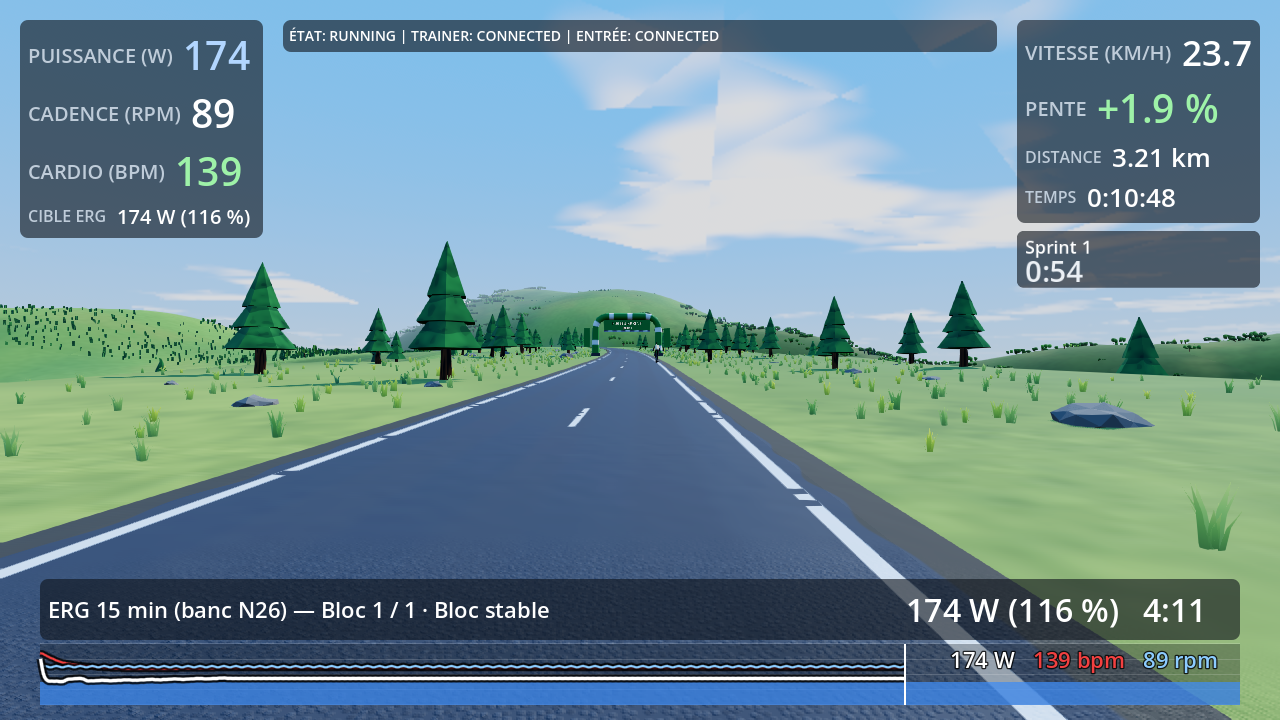 PUISSANCE (W) 174
CADENCE (RPM) 89
CARDIO (BPM) 139
CIBLE ERG 174 W (116 %)
ÉTAT: RUNNING | TRAINER: CONNECTED | ENTRÉE: CONNECTED
VITESSE (KM/H) 23.7
PENTE +1.9 %
DISTANCE 3.21 km
TEMPS 0:10:48
Sprint 1
0:54
ERG 15 min (banc N26) — Bloc 1 / 1 · Bloc stable 174 W (116 %) 4:11
174 W 139 bpm 89 rpm